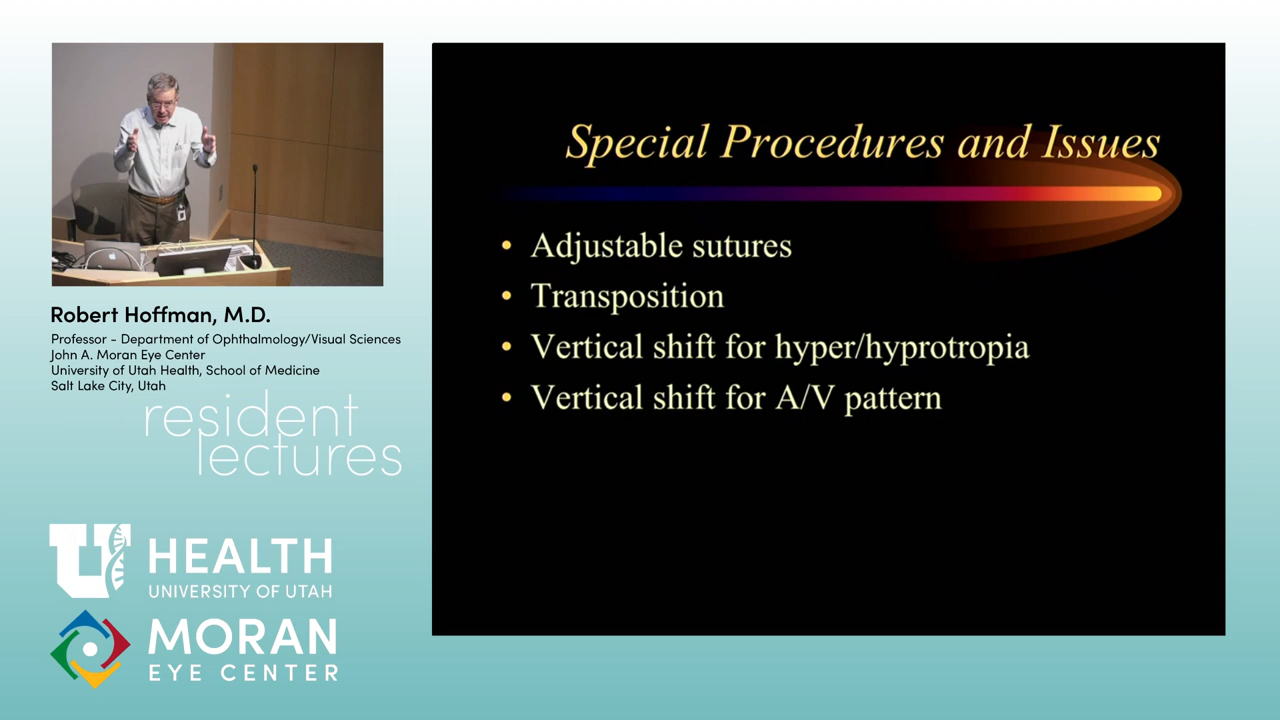 Special Procedures and Issues
• Adjustable sutures
• Transposition
• Vertical shift for hyper/hyprotropia
• Vertical shift for A/V pattern
Robert Hoffman, M.D.
Professor - Department of Ophthalmology/Visual Sciences
John A. Moran Eye Center
University of Utah Health, School of Medicine
Salt Lake City, Utah
resident
lectures
U HEALTH
UNIVERSITY OF UTAH
MORAN
EYE CENTER